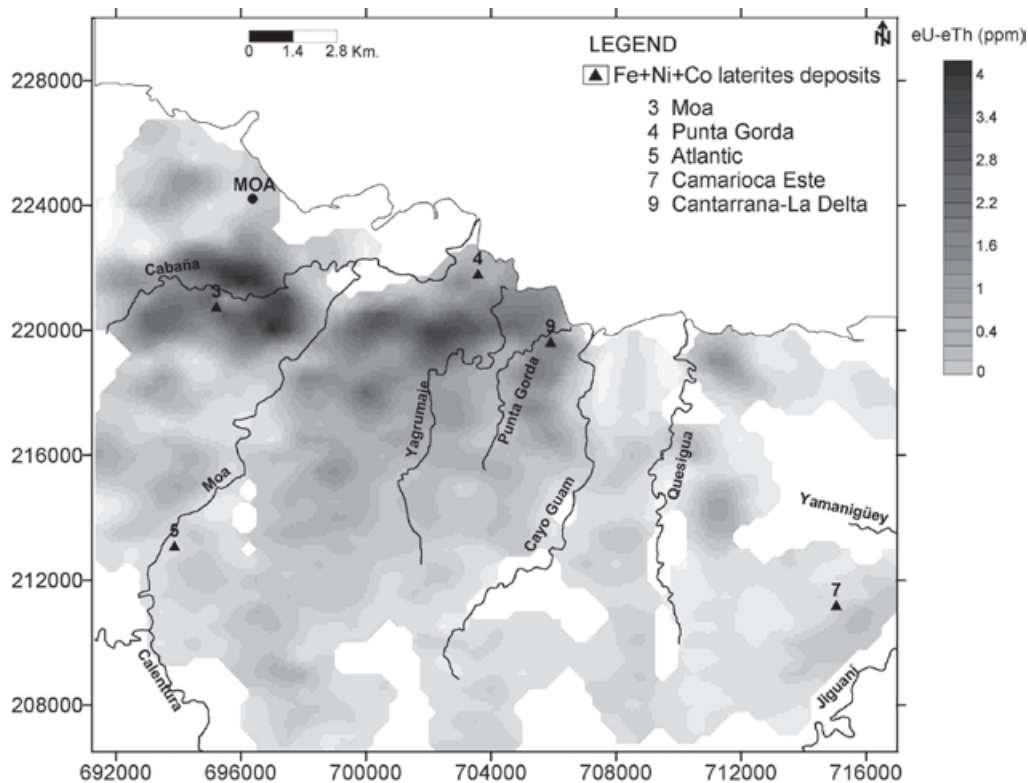 0 1.4 2.8 Km.
N
eU-eTh (ppm)
LEGEND
Fe+Ni+Co laterites deposits
3 Moa
4 Punta Gorda
5 Atlantic
7 Camarioca Este
9 Cantarrana-La Delta
4
3.4
2.8
2.2
1.6
1
0.4
0
228000
224000
220000
216000
212000
208000
MOA
Cabaña
3
4
9
Yagrumaje
Punta Gorda
Moa
Cayo Guam
Quesigua
Yamanigüey
5
7
Calentura
Jiguaní
692000 696000 700000 704000 708000 712000 716000